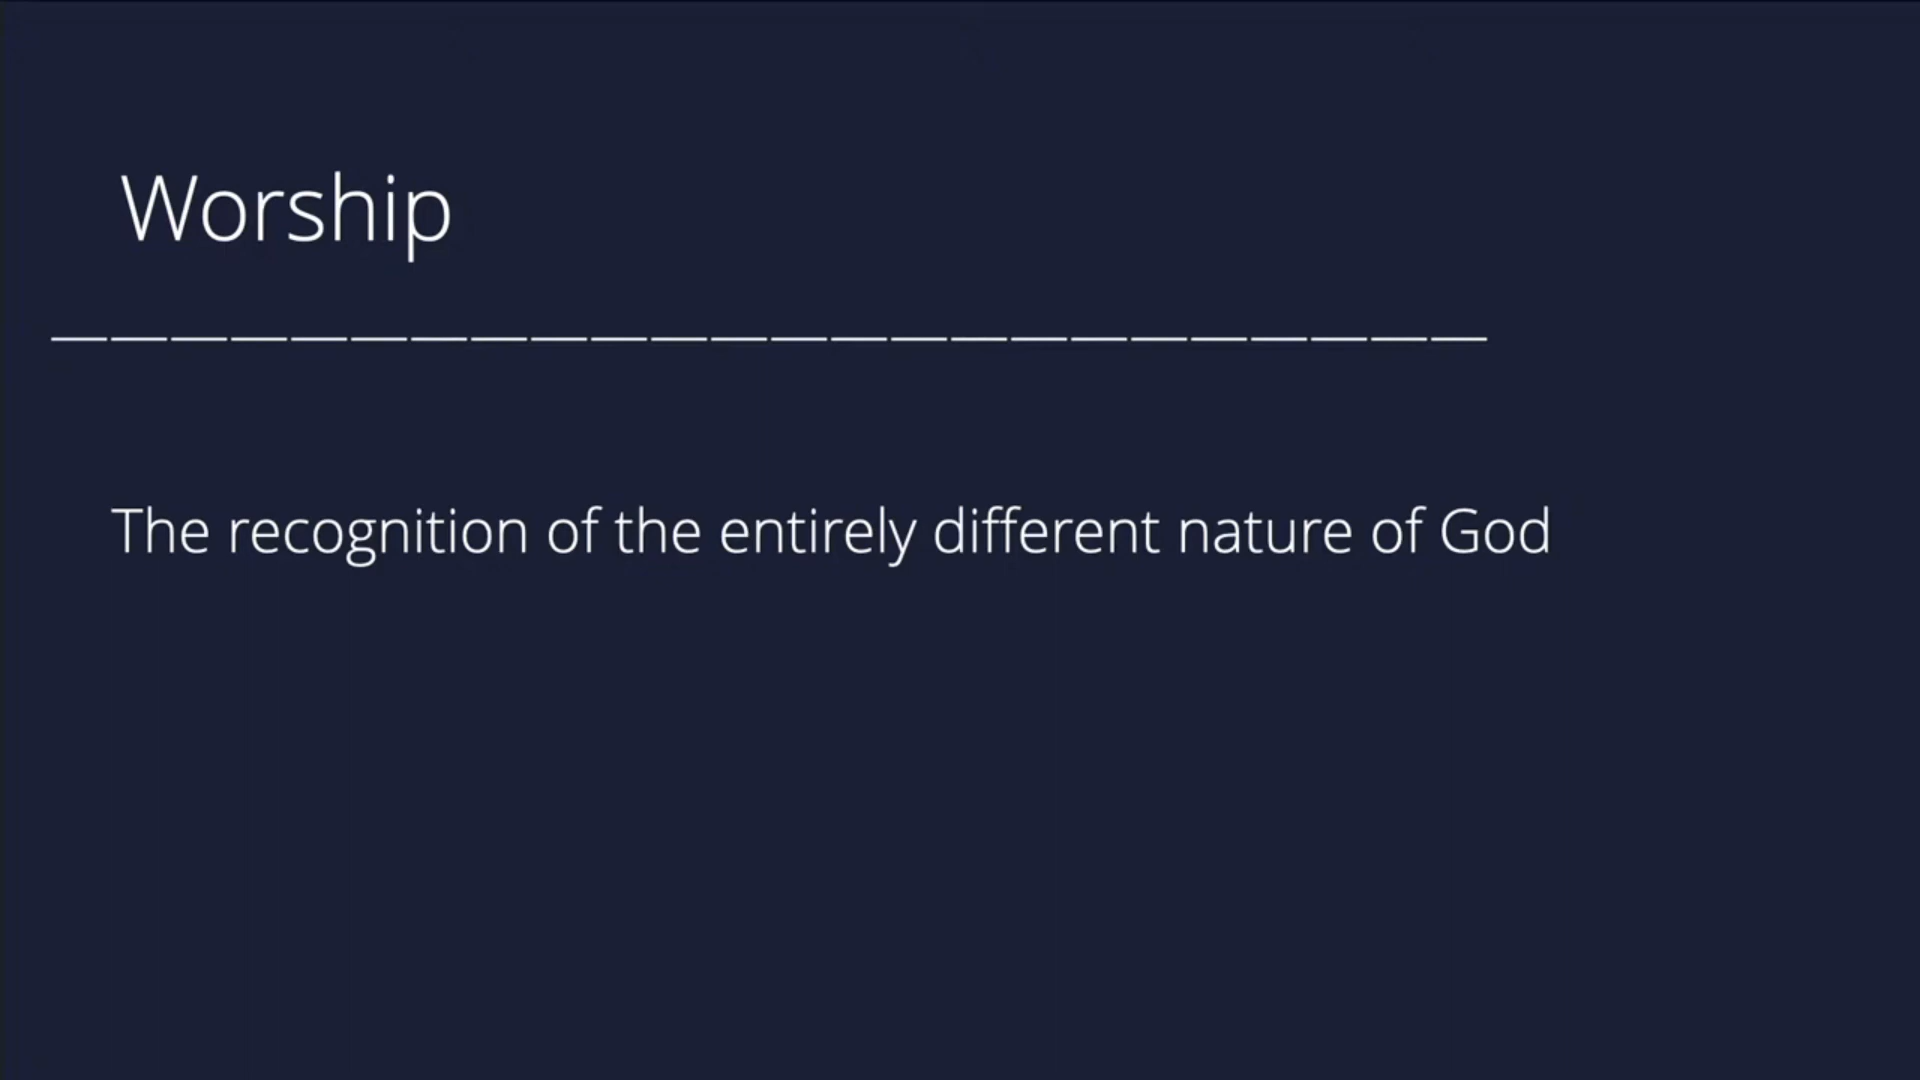 Worship
————————————————————————
The recognition of the entirely different nature of God